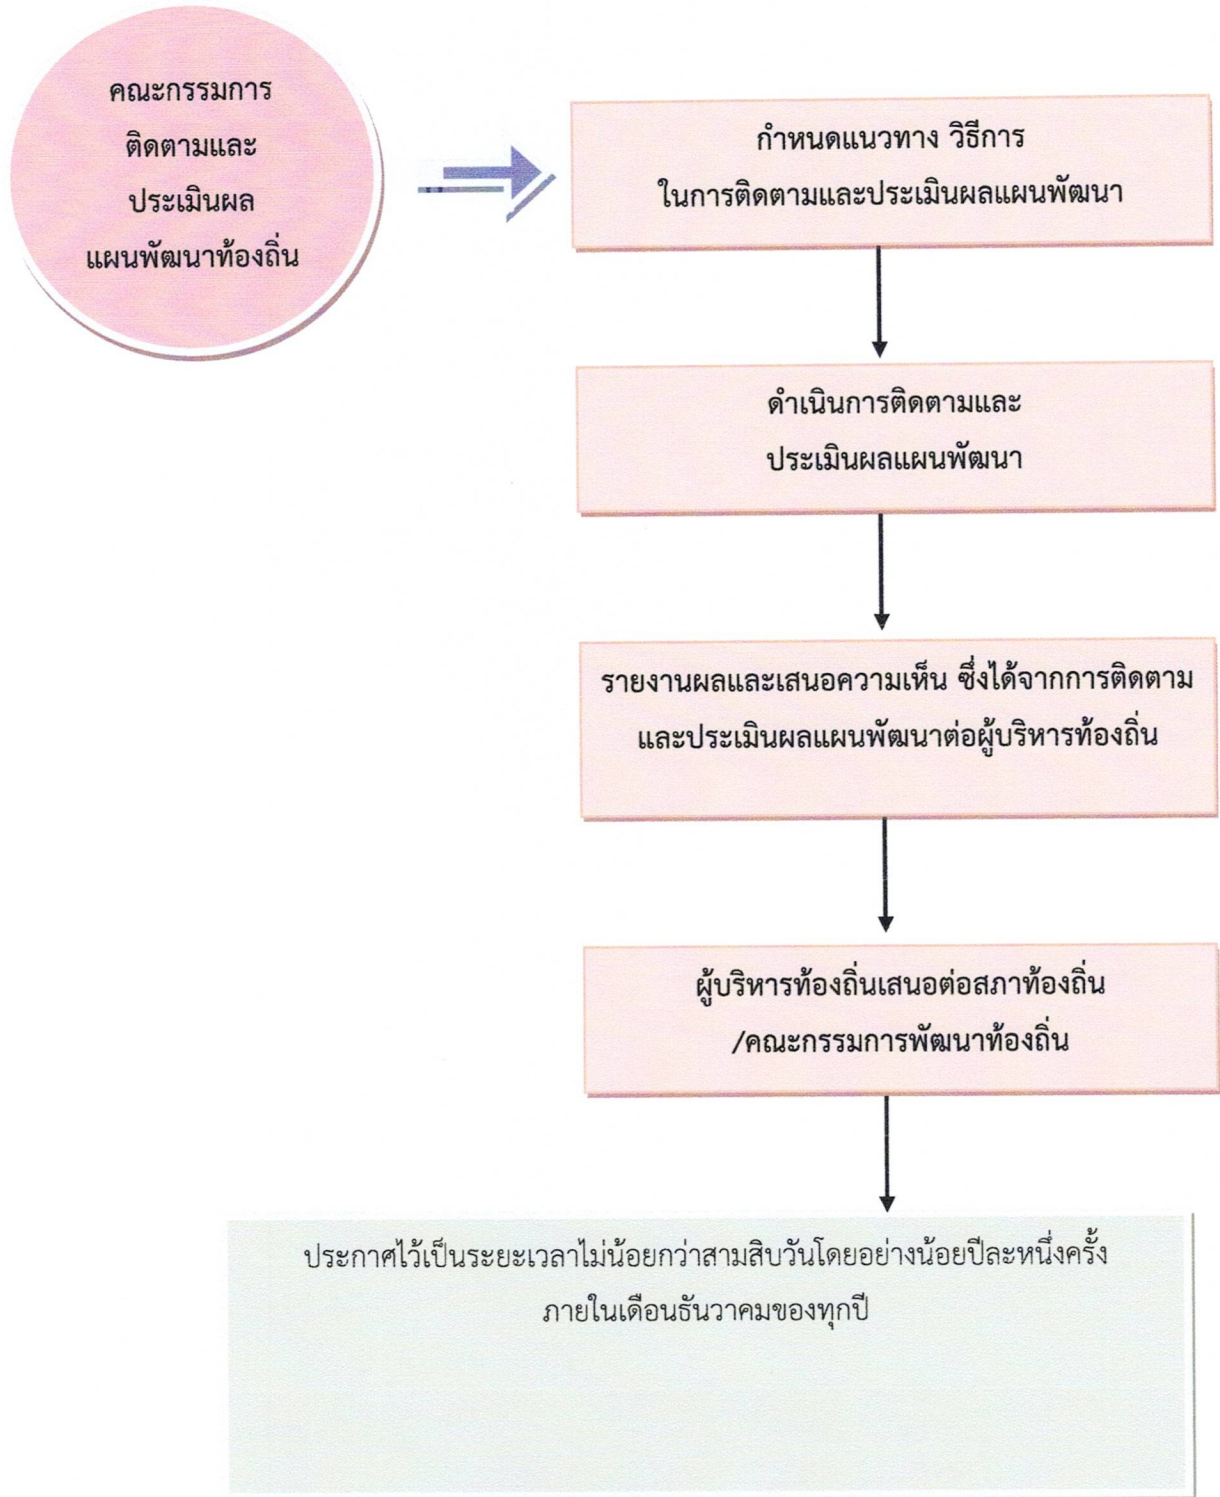 คณะกรรมการ
ติดตามและ
ประเมินผล
แผนพัฒนาท้องถิ่น
กำหนดแนวทาง วิธีการ
ในการติดตามและประเมินผลแผนพัฒนา
ดำเนินการติดตามและ
ประเมินผลแผนพัฒนา
รายงานผลและเสนอความเห็น ซึ่งได้จากการติดตาม
และประเมินผลแผนพัฒนาต่อผู้บริหารท้องถิ่น
ผู้บริหารท้องถิ่นเสนอต่อสภาท้องถิ่น
/คณะกรรมการพัฒนาท้องถิ่น
ประกาศไว้เป็นระยะเวลาไม่น้อยกว่าสามสิบวันโดยอย่างน้อยปีละหนึ่งครั้ง
ภายในเดือนธันวาคมของทุกปี